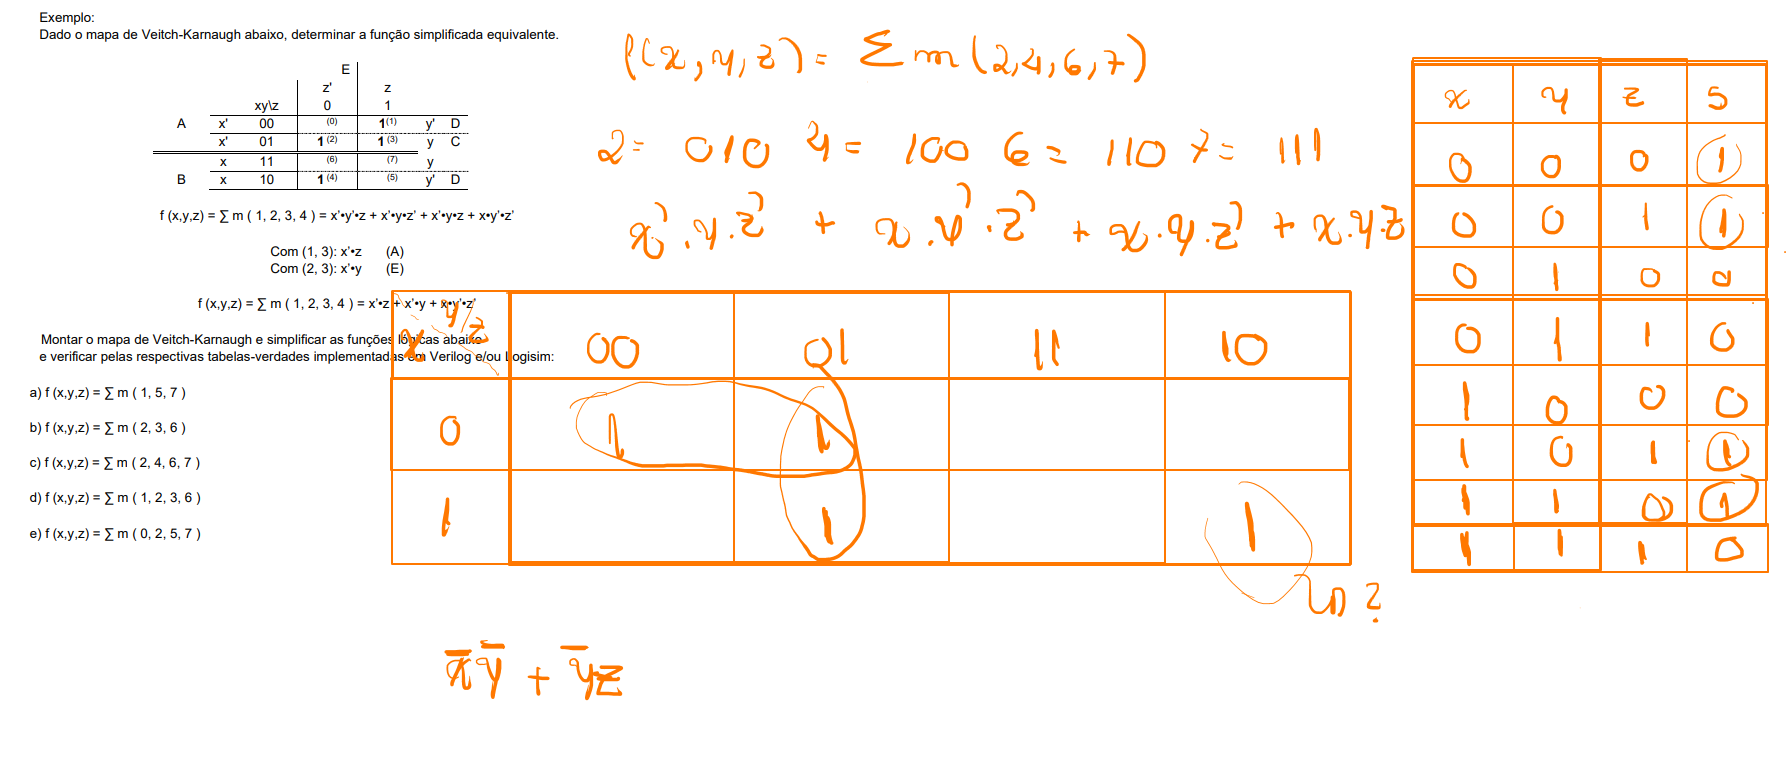 Exemplo:
Dado o mapa de Veitch-Karnaugh abaixo, determinar a função simplificada equivalente.
E
z' z
xy\z 0 1
A x' 00 (0) 1(1) y' D
x' 01 1(2) 1(3) y C
x 11 (6) (7) y
B x 10 1(4) (5) y' D
f (x,y,z) = ∑ m ( 1, 2, 3, 4 ) = x'•y'•z + x'•y•z' + x'•y•z + x•y'•z'
Com (1, 3): x'•z (A)
Com (2, 3): x'•y (E)
f (x,y,z) = ∑ m ( 1, 2, 3, 4 ) = x'•z + x'•y + x•y'•z'
Montar o mapa de Veitch-Karnaugh e simplificar as funções lógicas abaixo
e verificar pelas respectivas tabelas-verdades implementadas em Verilog e/ou Logisim:
a) f (x,y,z) = ∑ m ( 1, 5, 7 )
b) f (x,y,z) = ∑ m ( 2, 3, 6 )
c) f (x,y,z) = ∑ m ( 2, 4, 6, 7 )
d) f (x,y,z) = ∑ m ( 1, 2, 3, 6 )
e) f (x,y,z) = ∑ m ( 0, 2, 5, 7 )
f(x,y,z) = Σ m (2,4,6,7)
2= 010 4= 100 6= 110 7= 111
x'.y.z' + x.y'.z' + x.y.z' + x.y.z
x y/z 00 01 11 10
0 1 1
1 1 1
?
x̅y̅ + y̅z
x y z S
0 0 0 1
0 0 1 1
0 1 0 0
0 1 1 0
1 0 0 0
1 0 1 1
1 1 0 1
1 1 1 0